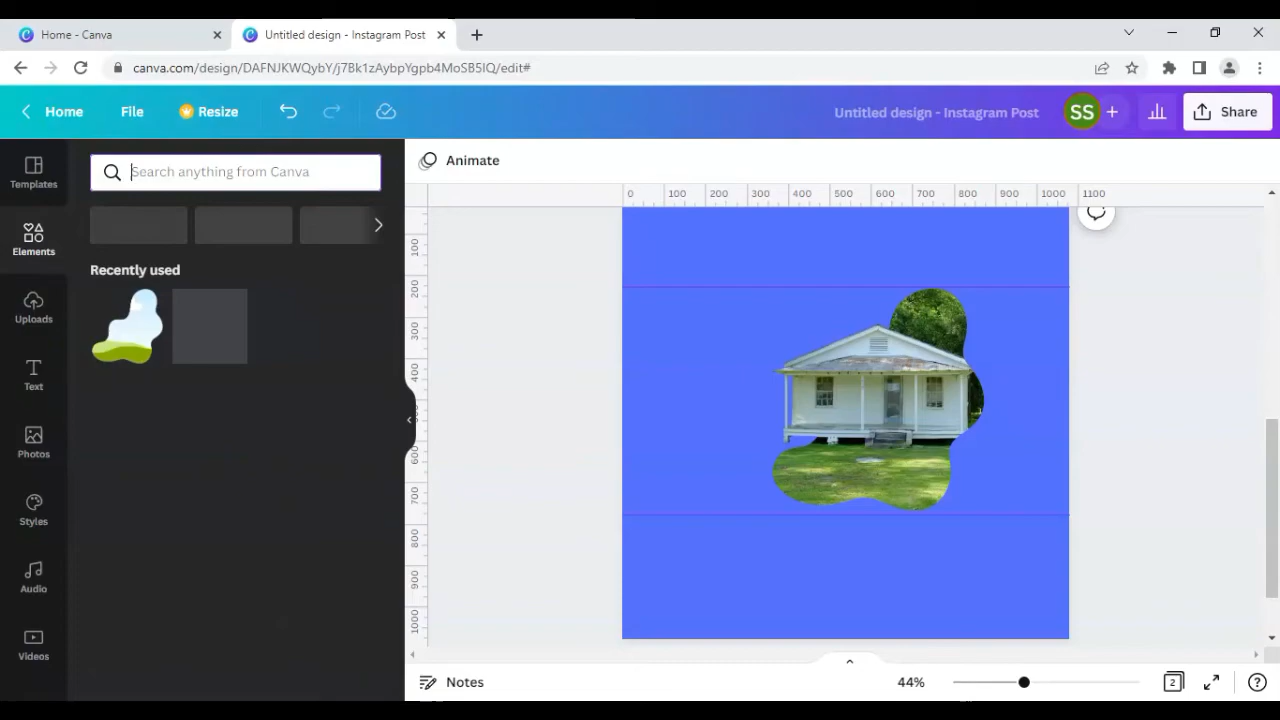 Home - Canva
Untitled design - Instagram Post
canva.com/design/DAFNJKWQybY/j7Bk1zAybpYgpb4MoSB5IQ/edit#
Home
File
Resize
Untitled design - Instagram Post
SS
Share
Templates
Elements
Uploads
Text
Photos
Styles
Audio
Videos
Search anything from Canva
Recently used
Animate
0 100 200 300 400 500 600 700 800 900 1000 1100
100
200
300
400
500
600
700
800
900
1000
Notes
44%
2